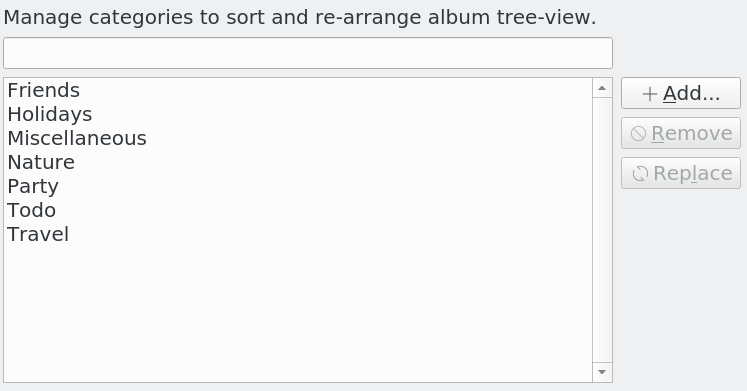 Manage categories to sort and re-arrange album tree-view.
Friends
Holidays
Miscellaneous
Nature
Party
Todo
Travel
Add...
Remove
Replace